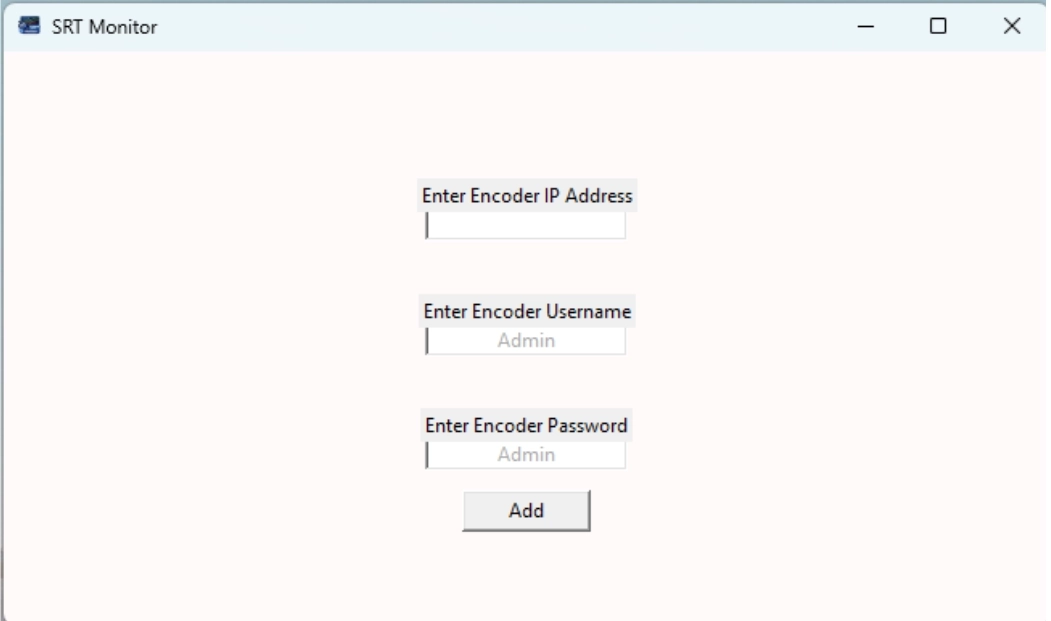 SRT Monitor
Enter Encoder IP Address
Enter Encoder Username
Admin
Enter Encoder Password
Admin
Add